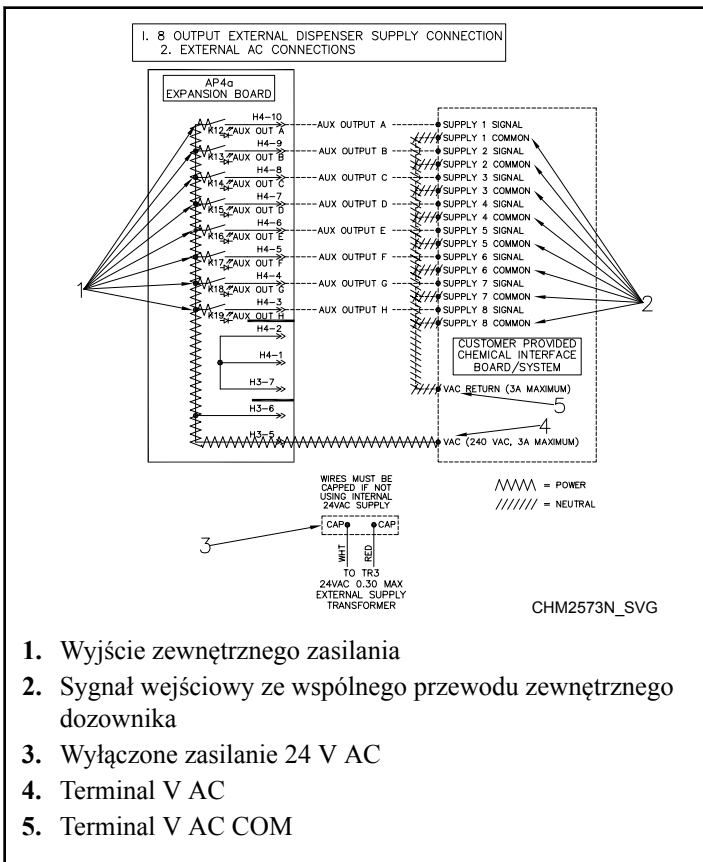 1. 8 OUTPUT EXTERNAL DISPENSER SUPPLY CONNECTION
2. EXTERNAL AC CONNECTIONS
AP4a
EXPANSION BOARD
H4-10
K12 AUX OUT A
AUX OUTPUT A
SUPPLY 1 SIGNAL
SUPPLY 1 COMMON
H4-9
K13 AUX OUT B
AUX OUTPUT B
SUPPLY 2 SIGNAL
SUPPLY 2 COMMON
H4-8
K14 AUX OUT C
AUX OUTPUT C
SUPPLY 3 SIGNAL
SUPPLY 3 COMMON
H4-7
K15 AUX OUT D
AUX OUTPUT D
SUPPLY 4 SIGNAL
SUPPLY 4 COMMON
H4-6
K16 AUX OUT E
AUX OUTPUT E
SUPPLY 5 SIGNAL
SUPPLY 5 COMMON
H4-5
K17 AUX OUT F
AUX OUTPUT F
SUPPLY 6 SIGNAL
SUPPLY 6 COMMON
H4-4
K18 AUX OUT G
AUX OUTPUT G
SUPPLY 7 SIGNAL
SUPPLY 7 COMMON
H4-3
K19 AUX OUT H
AUX OUTPUT H
SUPPLY 8 SIGNAL
SUPPLY 8 COMMON
1
2
H4-2
H4-1
H3-7
H3-6
H3-5
CUSTOMER PROVIDED
CHEMICAL INTERFACE
BOARD/SYSTEM
VAC RETURN (3A MAXIMUM)
5
4
VAC (240 VAC, 3A MAXIMUM)
WIRES MUST BE
CAPPED IF NOT
USING INTERNAL
24VAC SUPPLY
= POWER
= NEUTRAL
3
CAP CAP
WHT RED
TO TR3
24VAC 0.30 MAX
EXTERNAL SUPPLY
TRANSFORMER
CHM2573N_SVG
1. Wyjście zewnętrznego zasilania
2. Sygnał wejściowy ze wspólnego przewodu zewnętrznego
dozownika
3. Wyłączone zasilanie 24 V AC
4. Terminal V AC
5. Terminal V AC COM